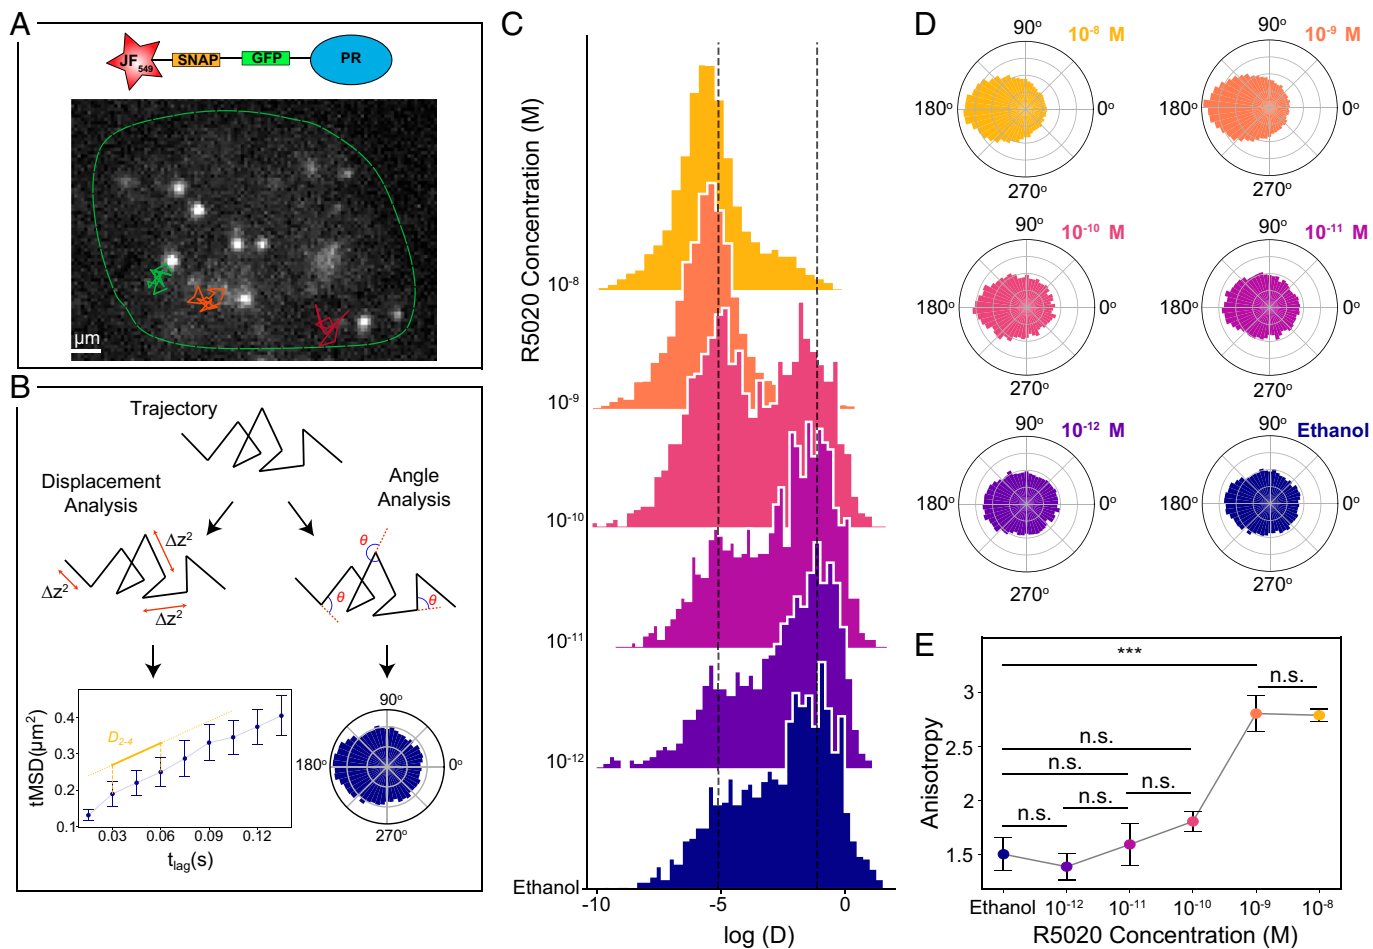 A
JF549
SNAP
GFP
PR
μm
B
Trajectory
Displacement
Analysis
Angle
Analysis
Δz²
Δz²
Δz²
θ
θ
θ
tMSD(μm²)
0.4
0.3
0.2
0.1
D2-4
0.03
0.06
0.09
0.12
tlag(s)
90°
180°
0°
270°
C
R5020 Concentration (M)
10⁻⁸
10⁻⁹
10⁻¹⁰
10⁻¹¹
10⁻¹²
Ethanol
-10
-5
0
log (D)
D
90°
10⁻⁸ M
180°
0°
270°
90°
10⁻⁹ M
180°
0°
270°
90°
10⁻¹⁰ M
180°
0°
270°
90°
10⁻¹¹ M
180°
0°
270°
90°
10⁻¹² M
180°
0°
270°
90°
Ethanol
180°
0°
270°
E
Anisotropy
3
2.5
2
1.5
***
n.s.
n.s.
n.s.
n.s.
n.s.
n.s.
Ethanol
10⁻¹²
10⁻¹¹
10⁻¹⁰
10⁻⁹
10⁻⁸
R5020 Concentration (M)